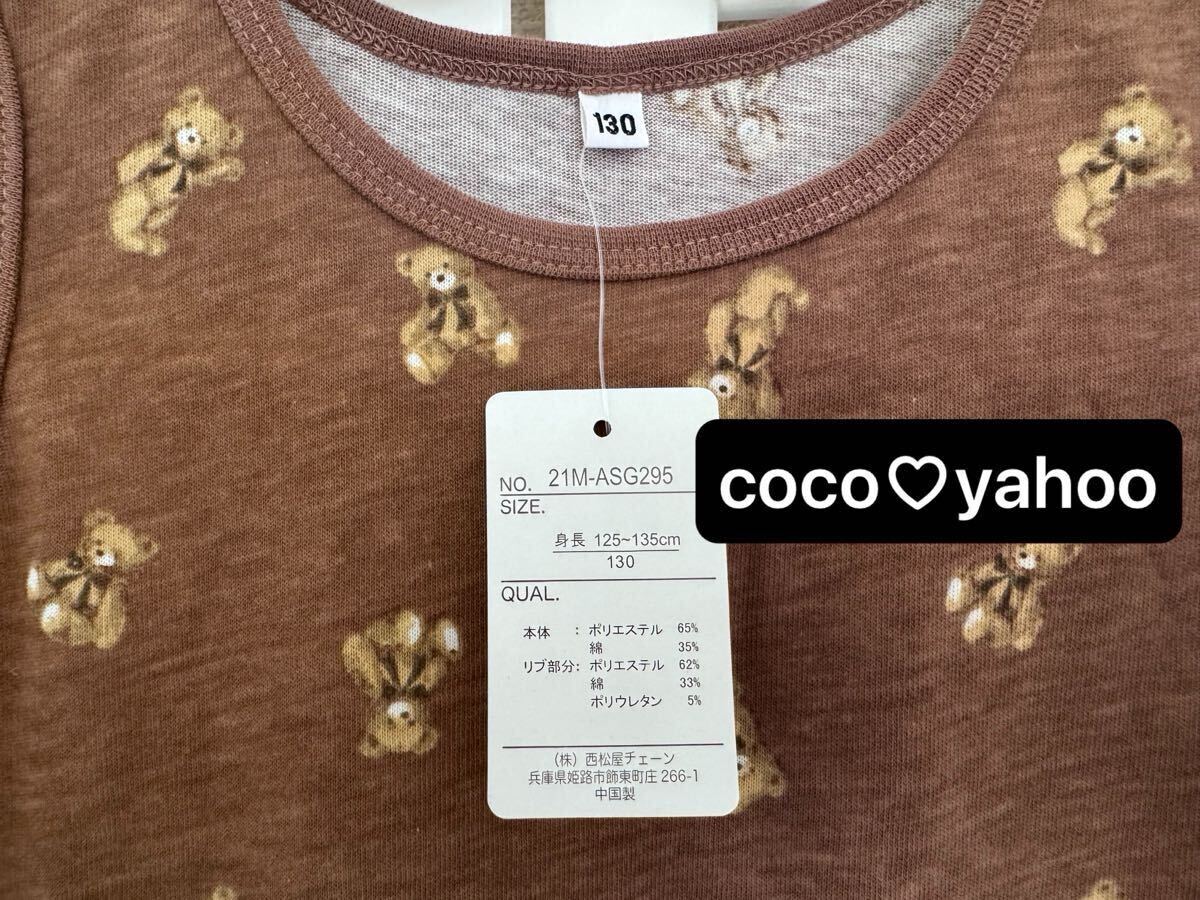 130
NO. 21M-ASG295
SIZE.
身長 125~135cm
130
QUAL.
本体 : ポリエステル 65%
綿 35%
リブ部分: ポリエステル 62%
綿 33%
ポリウレタン 5%
(株) 西松屋チェーン
兵庫県姫路市飾東町庄 266-1
中国製
coco♡yahoo